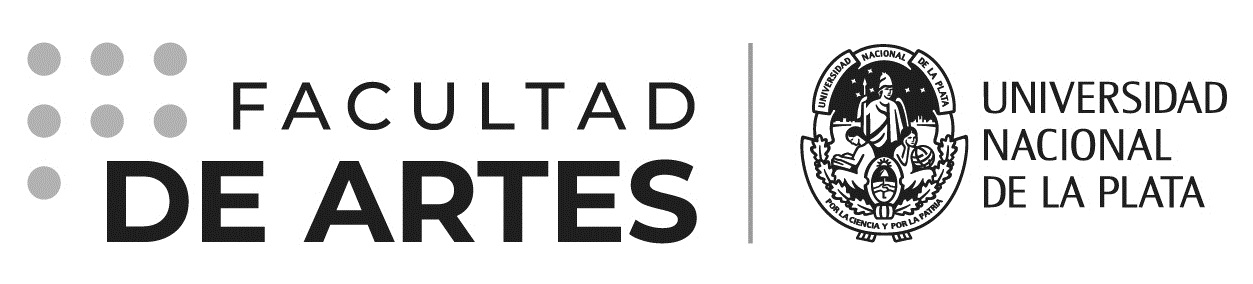 FACULTAD
DE ARTES
UNIVERSIDAD NACIONAL DE LA PLATA
POR LA CIENCIA Y POR LA PATRIA
UNIVERSIDAD
NACIONAL
DE LA PLATA